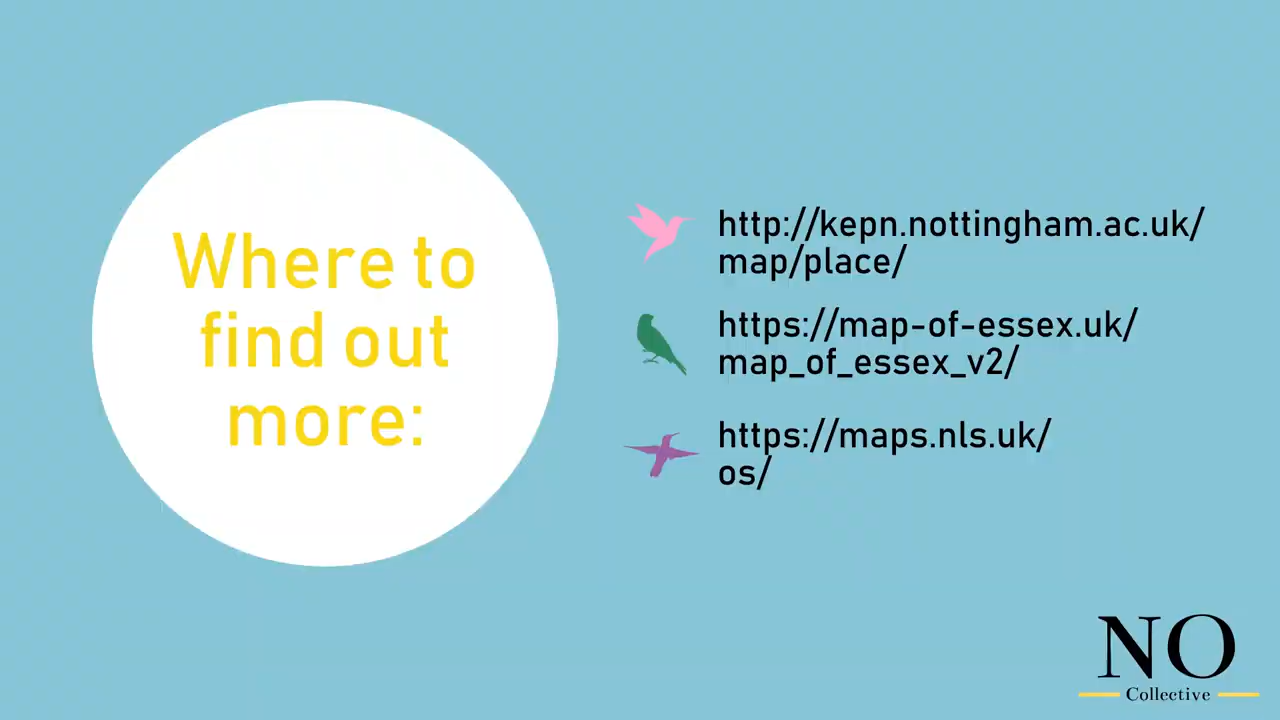 Where to
find out
more:
http://kepn.nottingham.ac.uk/
map/place/
https://map-of-essex.uk/
map_of_essex_v2/
https://maps.nls.uk/
os/
NO
Collective